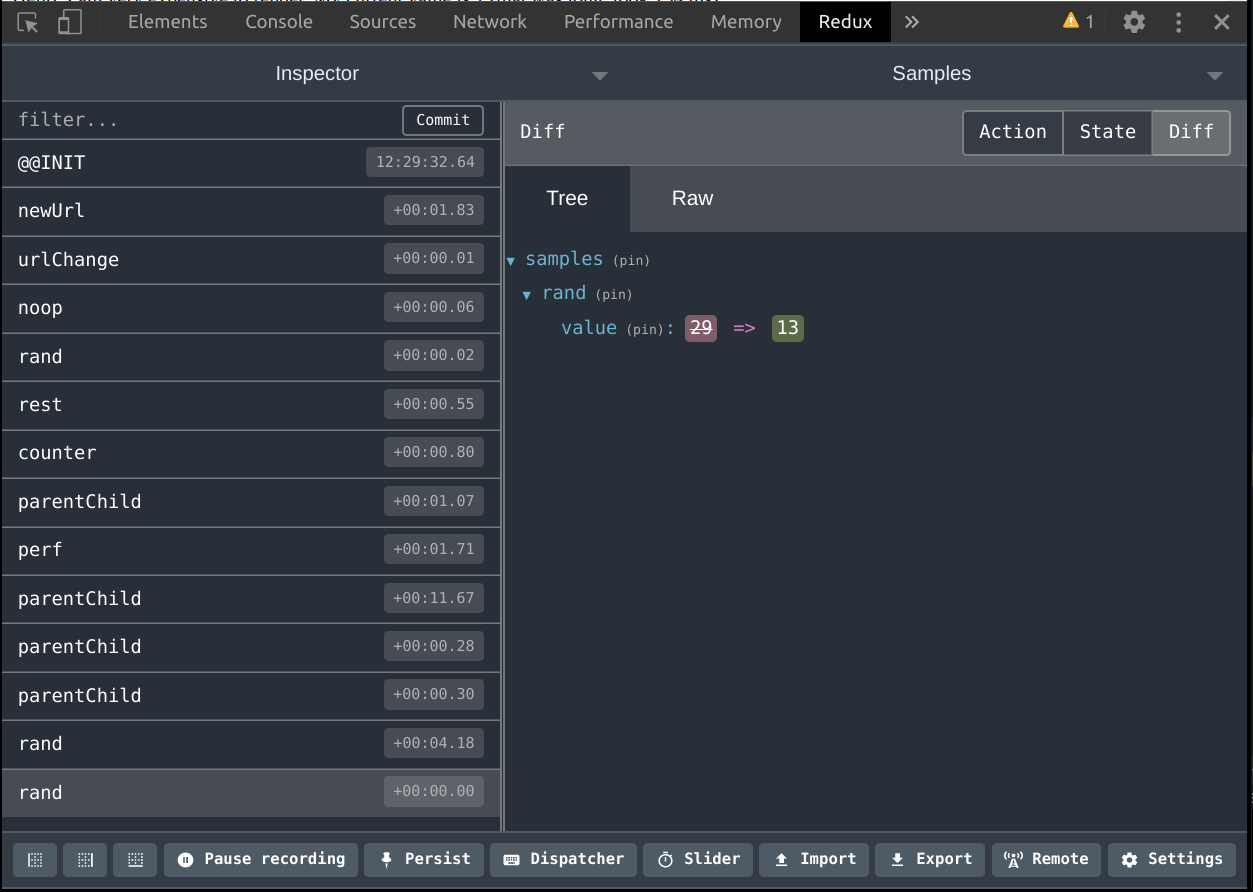 Elements Console Sources Network Performance Memory Redux » 1
Inspector Samples
filter... Commit
@@INIT 12:29:32.64
newUrl +00:01.83
urlChange +00:00.01
noop +00:00.06
rand +00:00.02
rest +00:00.55
counter +00:00.80
parentChild +00:01.07
perf +00:01.71
parentChild +00:11.67
parentChild +00:00.28
parentChild +00:00.30
rand +00:04.18
rand +00:00.00
Diff Action State Diff
Tree Raw
samples (pin)
rand (pin)
value (pin): 29 => 13
Pause recording Persist Dispatcher Slider Import Export Remote Settings